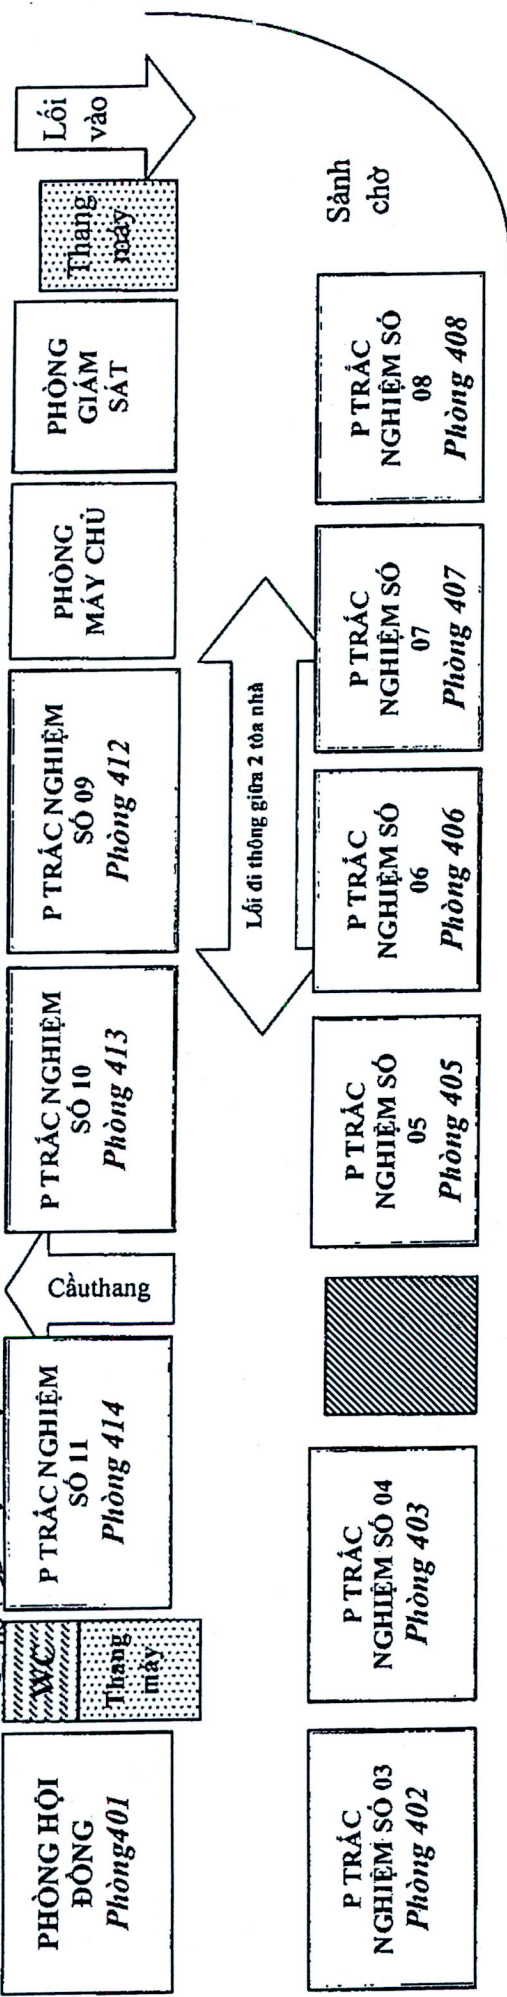 PHÒNG HỘI
ĐỒNG
Phòng401
WC
Thang
mày
P TRẮC NGHIỆM
SỐ 11
Phòng 414
Cầuthang
P TRẮC NGHIỆM
SỐ 10
Phòng 413
P TRẮC NGHIỆM
SỐ 09
Phòng 412
PHÒNG
MÁY CHỦ
PHÒNG
GIÁM
SÁT
Thang
máy
Lối
vào
Lối đi thông giữa 2 tòa nhà
Sảnh
chờ
P TRẮC
NGHIỆM SỐ 03
Phòng 402
P TRẮC
NGHIỆM SỐ 04
Phòng 403
P TRẮC
NGHIỆM SỐ
05
Phòng 405
P TRẮC
NGHIỆM SỐ
06
Phòng 406
P TRẮC
NGHIỆM SỐ
07
Phòng 407
P TRẮC
NGHIỆM SỐ
08
Phòng 408